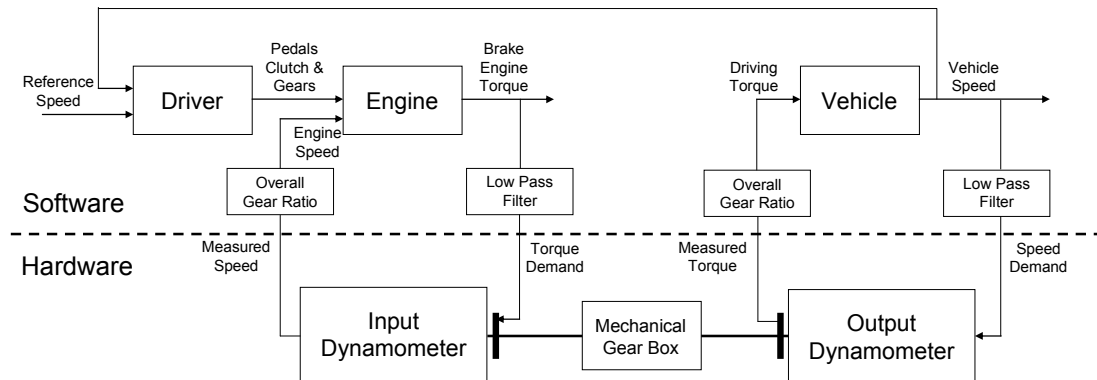 Reference
Speed
Driver
Pedals
Clutch &
Gears
Engine
Engine
Speed
Brake
Engine
Torque
Driving
Torque
Vehicle
Vehicle
Speed
Overall
Gear Ratio
Low Pass
Filter
Overall
Gear Ratio
Low Pass
Filter
Software
Hardware
Measured
Speed
Torque
Demand
Measured
Torque
Speed
Demand
Input
Dynamometer
Mechanical
Gear Box
Output
Dynamometer